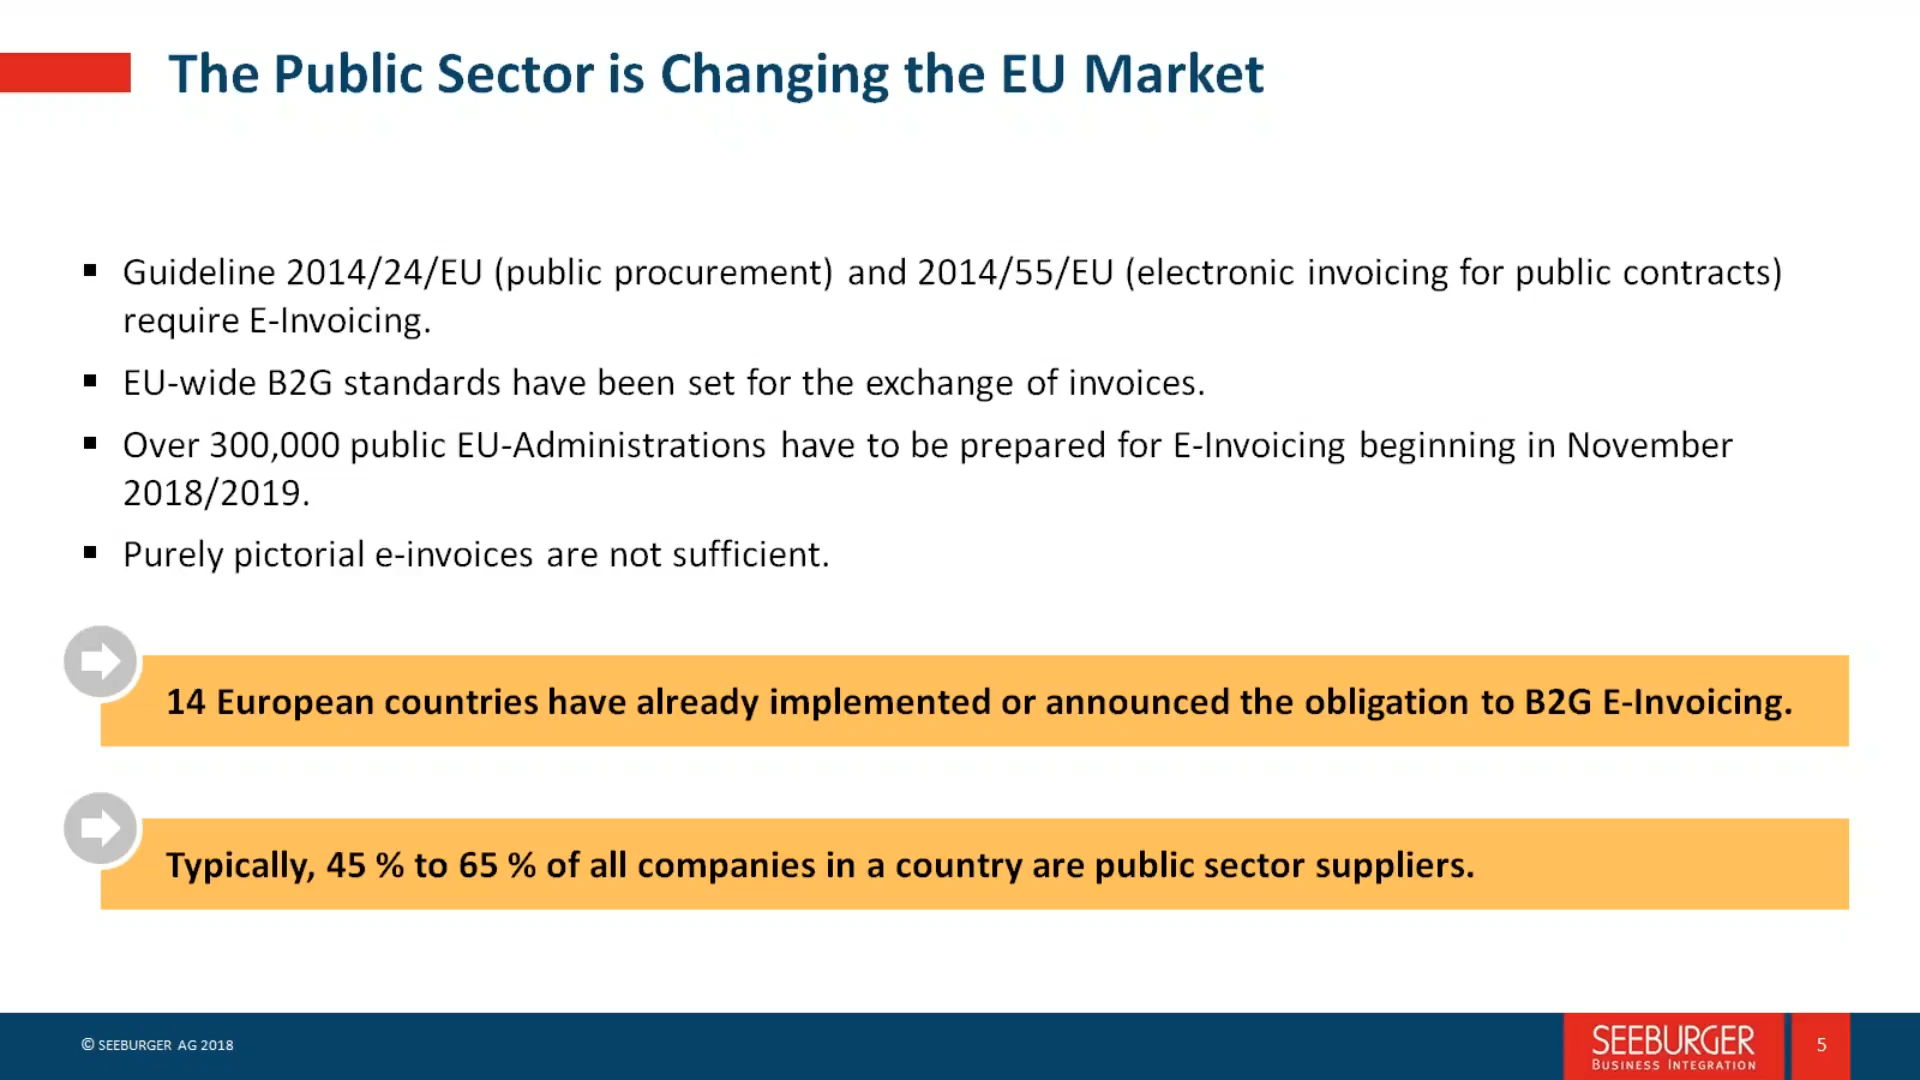 The Public Sector is Changing the EU Market
▪ Guideline 2014/24/EU (public procurement) and 2014/55/EU (electronic invoicing for public contracts)
require E-Invoicing.
▪ EU-wide B2G standards have been set for the exchange of invoices.
▪ Over 300,000 public EU-Administrations have to be prepared for E-Invoicing beginning in November
2018/2019.
▪ Purely pictorial e-invoices are not sufficient.
14 European countries have already implemented or announced the obligation to B2G E-Invoicing.
Typically, 45 % to 65 % of all companies in a country are public sector suppliers.
© SEEBURGER AG 2018
SEEBURGER
BUSINESS INTEGRATION
5